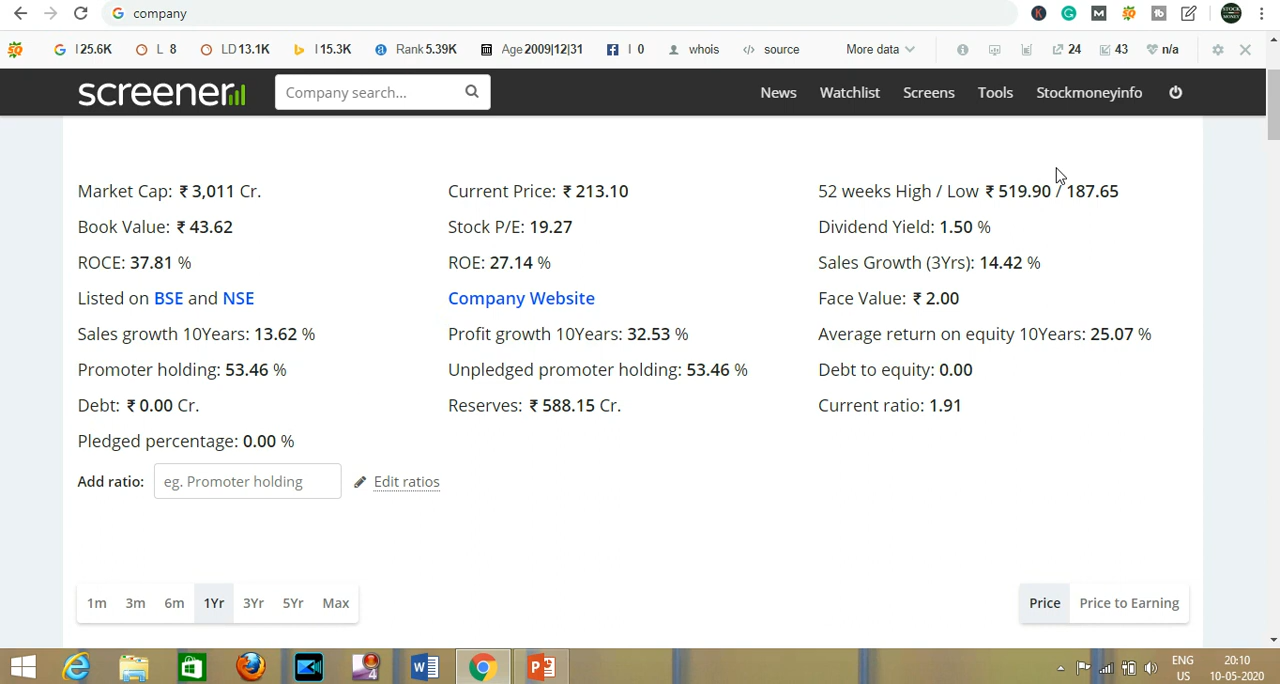 company
I 25.6K L 8 LD 13.1K I 15.3K Rank 5.39K Age 2009|12|31 I 0 whois source More data 24 43 n/a
screener Company search... News Watchlist Screens Tools Stockmoneyinfo
Market Cap: ₹ 3,011 Cr. Current Price: ₹ 213.10 52 weeks High / Low ₹ 519.90 / 187.65
Book Value: ₹ 43.62 Stock P/E: 19.27 Dividend Yield: 1.50 %
ROCE: 37.81 % ROE: 27.14 % Sales Growth (3Yrs): 14.42 %
Listed on BSE and NSE Company Website Face Value: ₹ 2.00
Sales growth 10Years: 13.62 % Profit growth 10Years: 32.53 % Average return on equity 10Years: 25.07 %
Promoter holding: 53.46 % Unpledged promoter holding: 53.46 % Debt to equity: 0.00
Debt: ₹ 0.00 Cr. Reserves: ₹ 588.15 Cr. Current ratio: 1.91
Pledged percentage: 0.00 %
Add ratio: eg. Promoter holding Edit ratios
1m 3m 6m 1Yr 3Yr 5Yr Max Price Price to Earning
ENG 20:10
US 10-05-2020